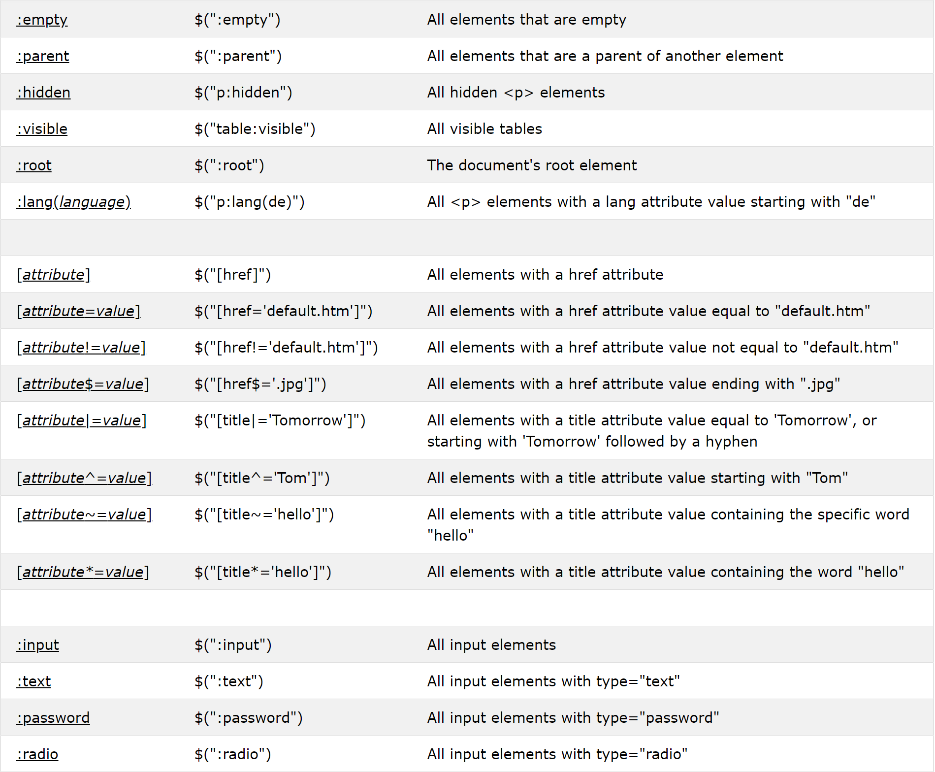 :empty $(":empty") All elements that are empty
:parent $(":parent") All elements that are a parent of another element
:hidden $("p:hidden") All hidden <p> elements
:visible $("table:visible") All visible tables
:root $(":root") The document's root element
:lang(language) $("p:lang(de)") All <p> elements with a lang attribute value starting with "de"
[attribute] $("[href]") All elements with a href attribute
[attribute=value] $("[href='default.htm']") All elements with a href attribute value equal to "default.htm"
[attribute!=value] $("[href!='default.htm']") All elements with a href attribute value not equal to "default.htm"
[attribute$=value] $("[href$='.jpg']") All elements with a href attribute value ending with ".jpg"
[attribute|=value] $("[title|='Tomorrow']") All elements with a title attribute value equal to 'Tomorrow', or
starting with 'Tomorrow' followed by a hyphen
[attribute^=value] $("[title^='Tom']") All elements with a title attribute value starting with "Tom"
[attribute~=value] $("[title~='hello']") All elements with a title attribute value containing the specific word
"hello"
[attribute*=value] $("[title*='hello']") All elements with a title attribute value containing the word "hello"
:input $(":input") All input elements
:text $(":text") All input elements with type="text"
:password $(":password") All input elements with type="password"
:radio $(":radio") All input elements with type="radio"